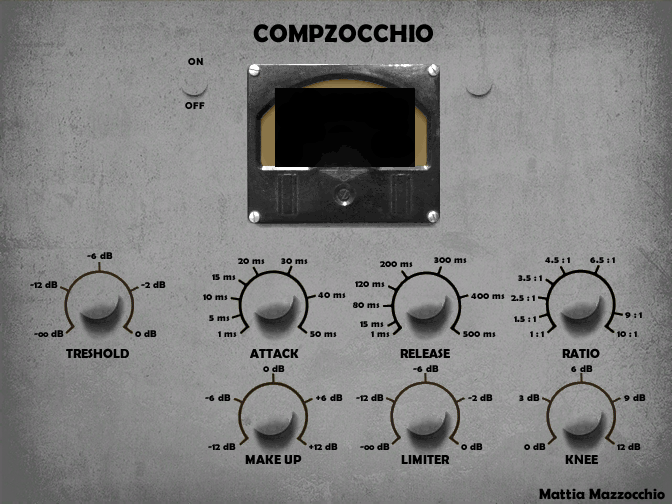 COMPZOCCHIO
ON
OFF
-6 dB
-12 dB
-2 dB
-∞ dB
0 dB
TRESHOLD
20 ms
30 ms
15 ms
10 ms
40 ms
5 ms
1 ms
50 ms
ATTACK
200 ms
300 ms
120 ms
80 ms
400 ms
15 ms
1 ms
500 ms
RELEASE
4.5 : 1
6.5 : 1
3.5 : 1
2.5 : 1
1.5 : 1
9 : 1
1 : 1
10 : 1
RATIO
0 dB
-6 dB
+6 dB
-12 dB
+12 dB
MAKE UP
-6 dB
-12 dB
-2 dB
-∞ dB
0 dB
LIMITER
6 dB
3 dB
9 dB
0 dB
12 dB
KNEE
Mattia Mazzocchio